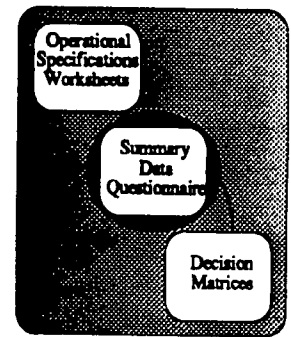 Operational
Specifications
Worksheets
Summary
Data
Questionnaire
Decision
Matrices